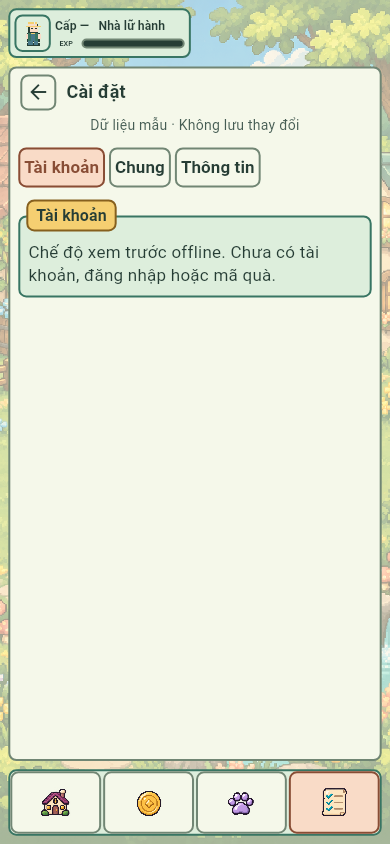 Cấp — Nhà lữ hành
EXP
Cài đặt
Dữ liệu mẫu · Không lưu thay đổi
Tài khoản Chung Thông tin
Tài khoản
Chế độ xem trước offline. Chưa có tài
khoản, đăng nhập hoặc mã quà.